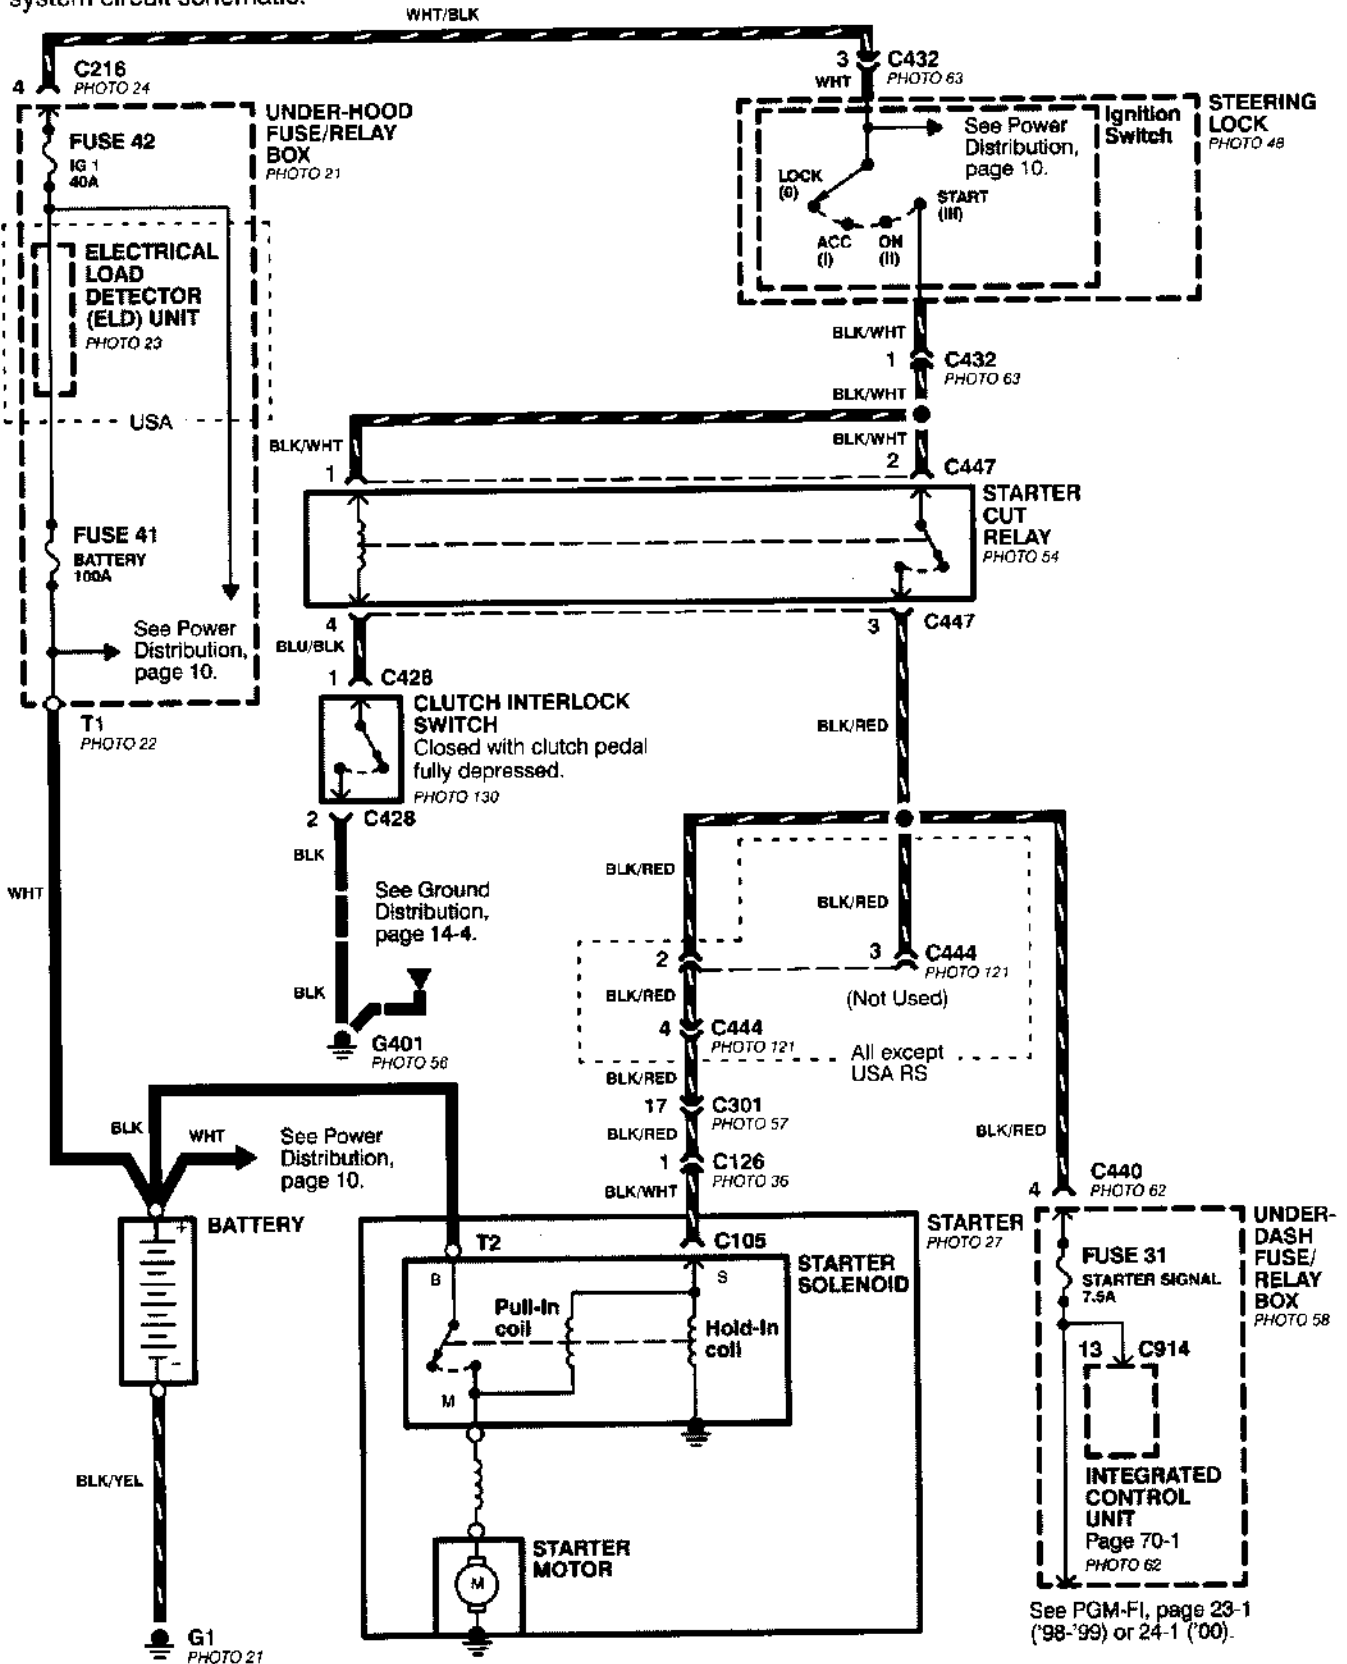 system circuit schematic.
WHT/BLK
4
C216
PHOTO 24
3
C432
PHOTO 63
WHT
UNDER-HOOD
FUSE/RELAY
BOX
PHOTO 21
FUSE 42
IG 1
40A
STEERING
LOCK
PHOTO 48
Ignition
Switch
See Power
Distribution,
page 10.
LOCK
(0)
START
(III)
ACC
(I)
ON
(II)
ELECTRICAL
LOAD
DETECTOR
(ELD) UNIT
PHOTO 23
USA
BLK/WHT
1
C432
PHOTO 63
BLK/WHT
BLK/WHT
BLK/WHT
1
2
C447
STARTER
CUT
RELAY
PHOTO 54
FUSE 41
BATTERY
100A
See Power
Distribution,
page 10.
T1
PHOTO 22
4
BLU/BLK
3
C447
1
C428
CLUTCH INTERLOCK
SWITCH
Closed with clutch pedal
fully depressed.
PHOTO 130
2
C428
BLK
BLK/RED
WHT
See Ground
Distribution,
page 14-4.
BLK
G401
PHOTO 56
BLK/RED
BLK/RED
2
3
C444
PHOTO 121
(Not Used)
BLK/RED
4
C444
PHOTO 121
All except
USA RS
BLK/RED
17
C301
PHOTO 57
BLK/RED
1
C126
PHOTO 36
BLK/WHT
BLK/RED
4
C440
PHOTO 62
BLK
WHT
See Power
Distribution,
page 10.
BATTERY
T2
C105
STARTER
PHOTO 27
STARTER
SOLENOID
B
S
Pull-In
coil
Hold-In
coil
M
UNDER-
DASH
FUSE/
RELAY
BOX
PHOTO 58
FUSE 31
STARTER SIGNAL
7.5A
13
C914
INTEGRATED
CONTROL
UNIT
Page 70-1
PHOTO 62
BLK/YEL
STARTER
MOTOR
M
G1
PHOTO 21
See PGM-FI, page 23-1
('98-'99) or 24-1 ('00).
+
-